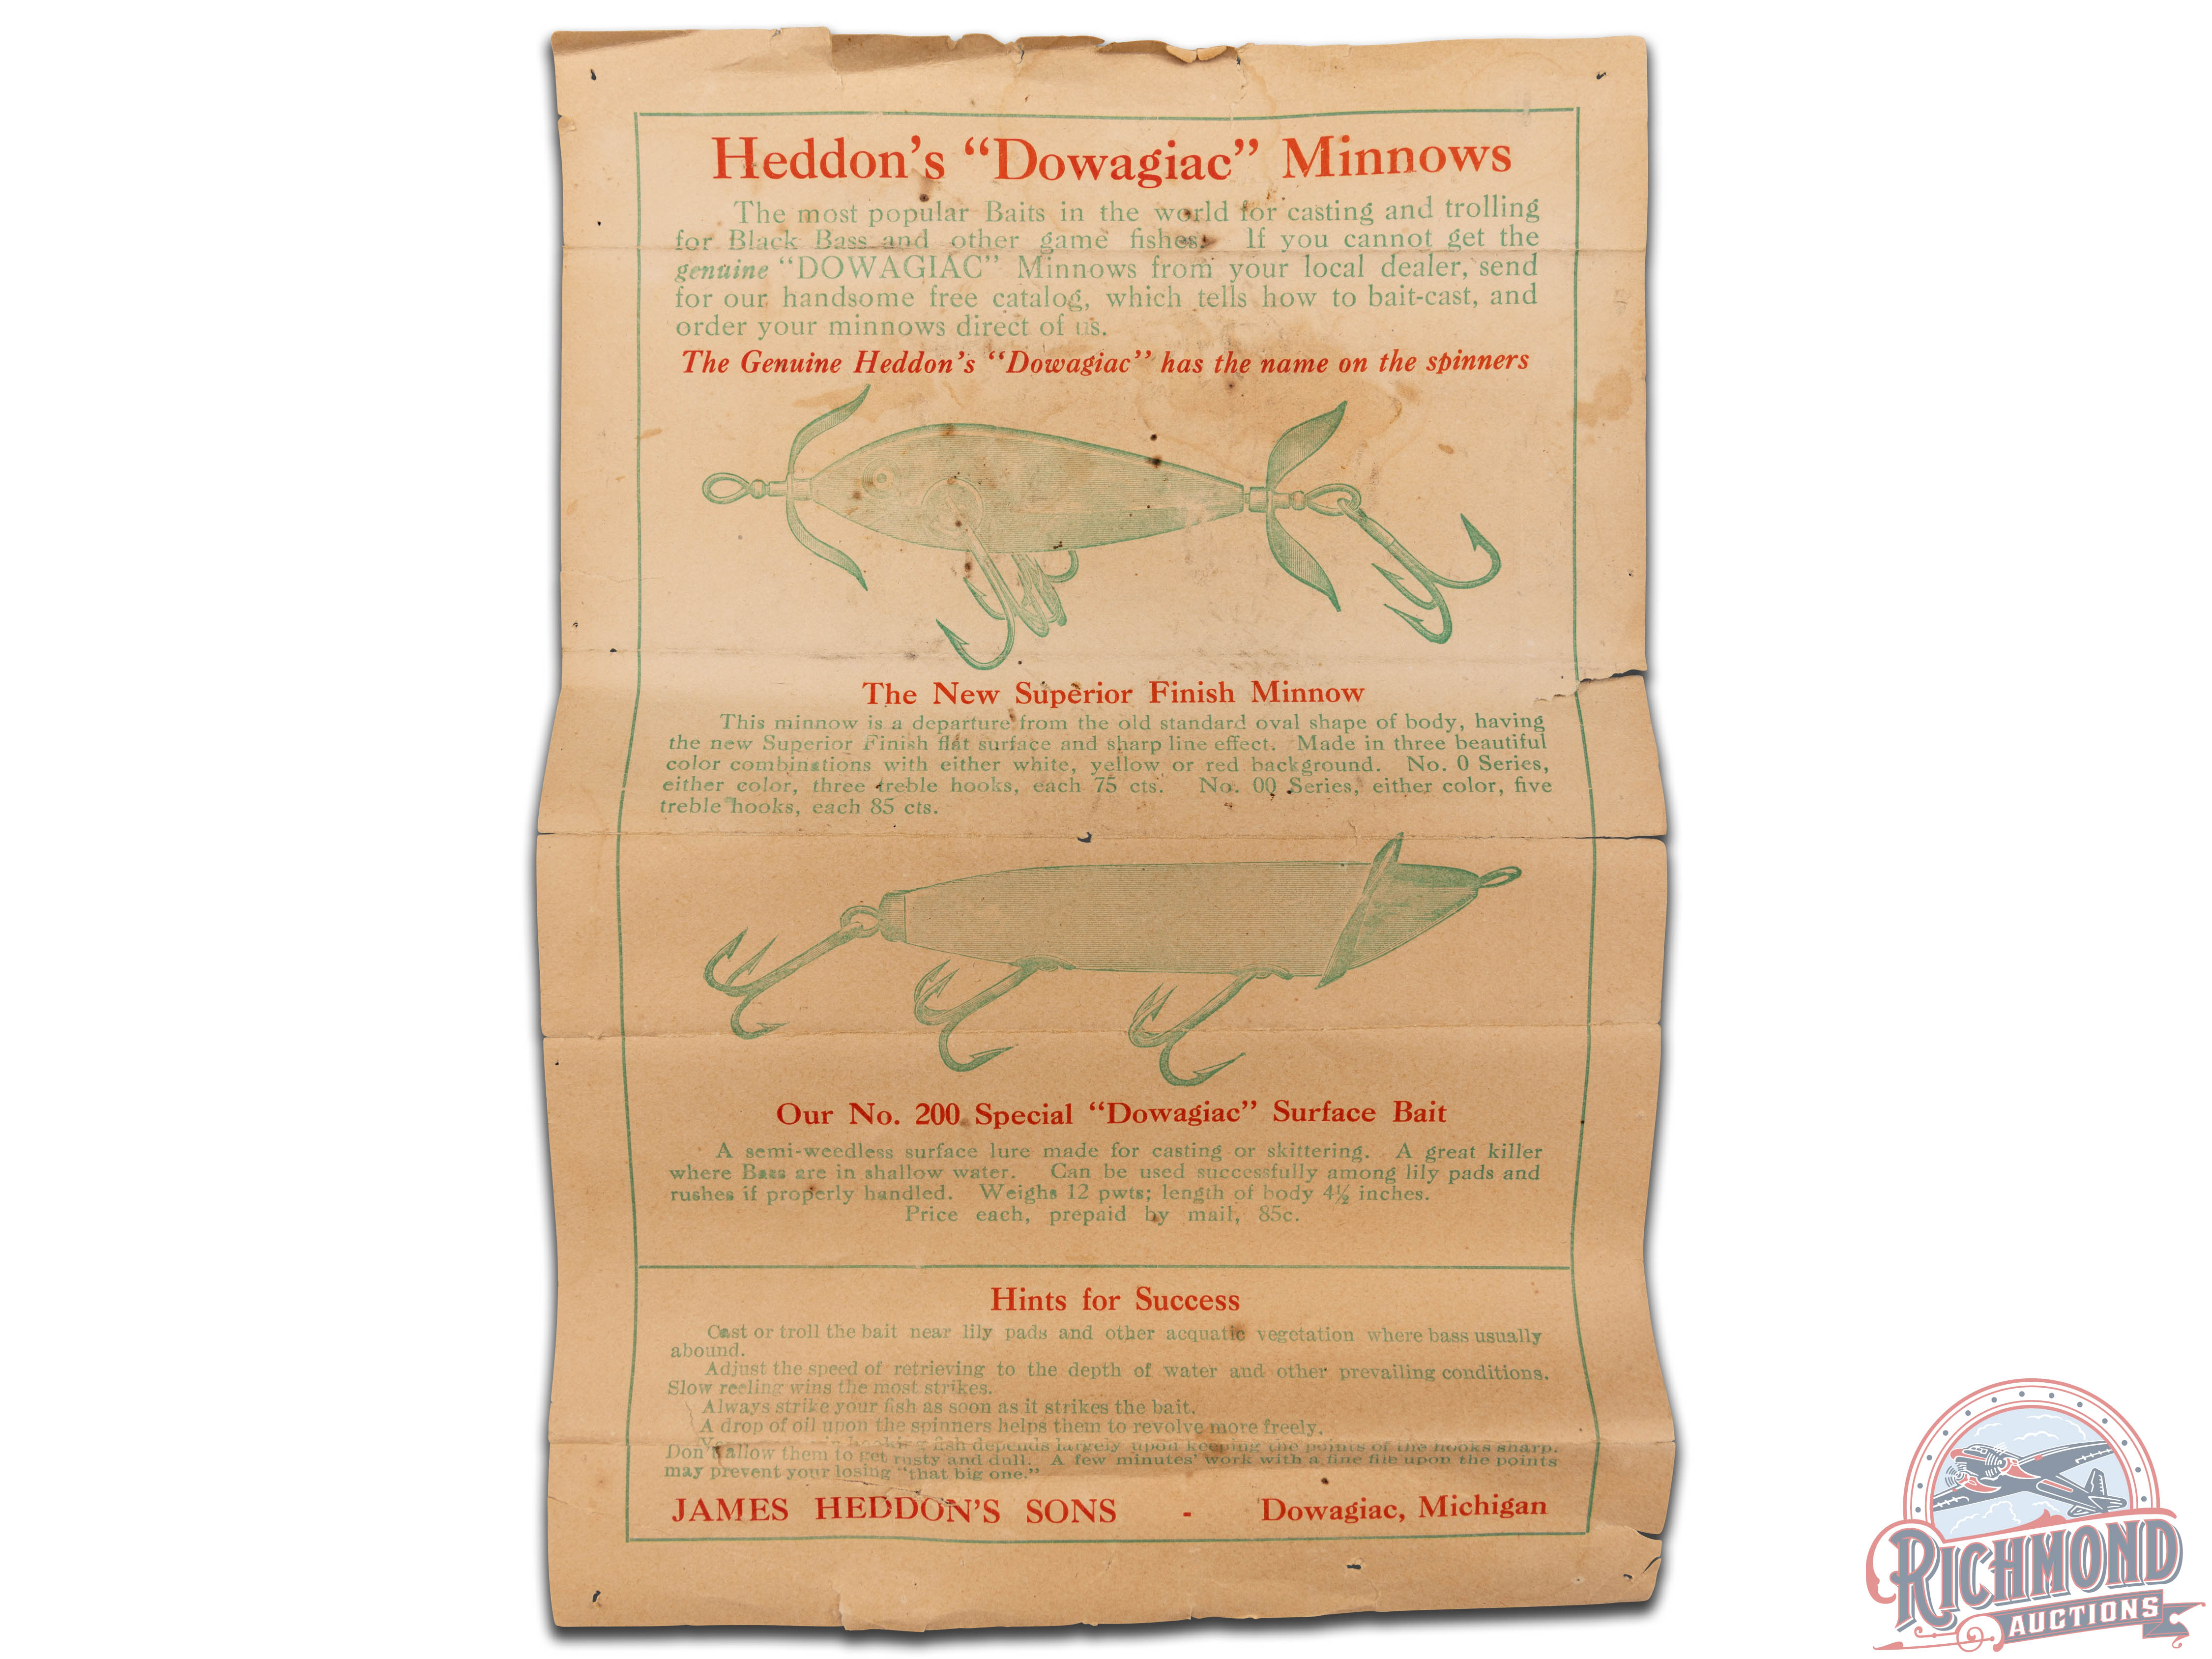 Heddon's “Dowagiac” Minnows
The most popular Baits in the world for casting and trolling
for Black Bass and other game fishes. If you cannot get the
genuine “DOWAGIAC” Minnows from your local dealer, send
for our handsome free catalog, which tells how to bait-cast, and
order your minnows direct of us.
The Genuine Heddon's “Dowagiac” has the name on the spinners
The New Superior Finish Minnow
This minnow is a departure from the old standard oval shape of body, having
the new Superior Finish flat surface and sharp line effect. Made in three beautiful
color combinations with either white, yellow or red background. No. 0 Series,
either color, three treble hooks, each 75 cts. No. 00 Series, either color, five
treble hooks, each 85 cts.
Our No. 200 Special “Dowagiac” Surface Bait
A semi-weedless surface lure made for casting or skittering. A great killer
where Bass are in shallow water. Can be used successfully among lily pads and
rushes if properly handled. Weighs 12 pwts; length of body 4½ inches.
Price each, prepaid by mail, 85c.
Hints for Success
Cast or troll the bait near lily pads and other acquatic vegetation where bass usually
abound.
Adjust the speed of retrieving to the depth of water and other prevailing conditions.
Slow reeling wins the most strikes.
Always strike your fish as soon as it strikes the bait.
A drop of oil upon the spinners helps them to revolve more freely.
in hooking fish depends largely upon keeping the points of the hooks sharp.
Don't allow them to get rusty and dull. A few minutes' work with a fine file upon the points
may prevent your losing “that big one.”
JAMES HEDDON'S SONS - Dowagiac, Michigan
RICHMOND
AUCTIONS